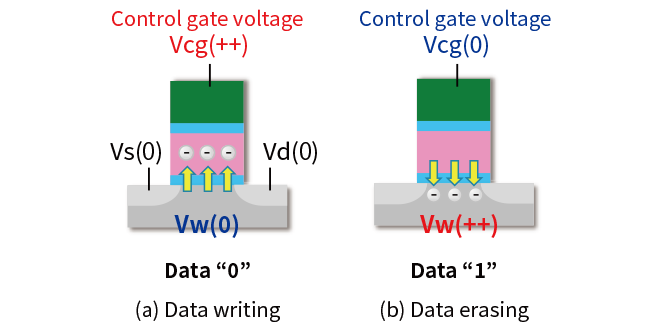 Control gate voltage
Vcg(++)
Control gate voltage
Vcg(0)
Vs(0)
Vd(0)
- - -
- - -
Vw(0)
Vw(++)
Data “0”
Data “1”
(a) Data writing
(b) Data erasing